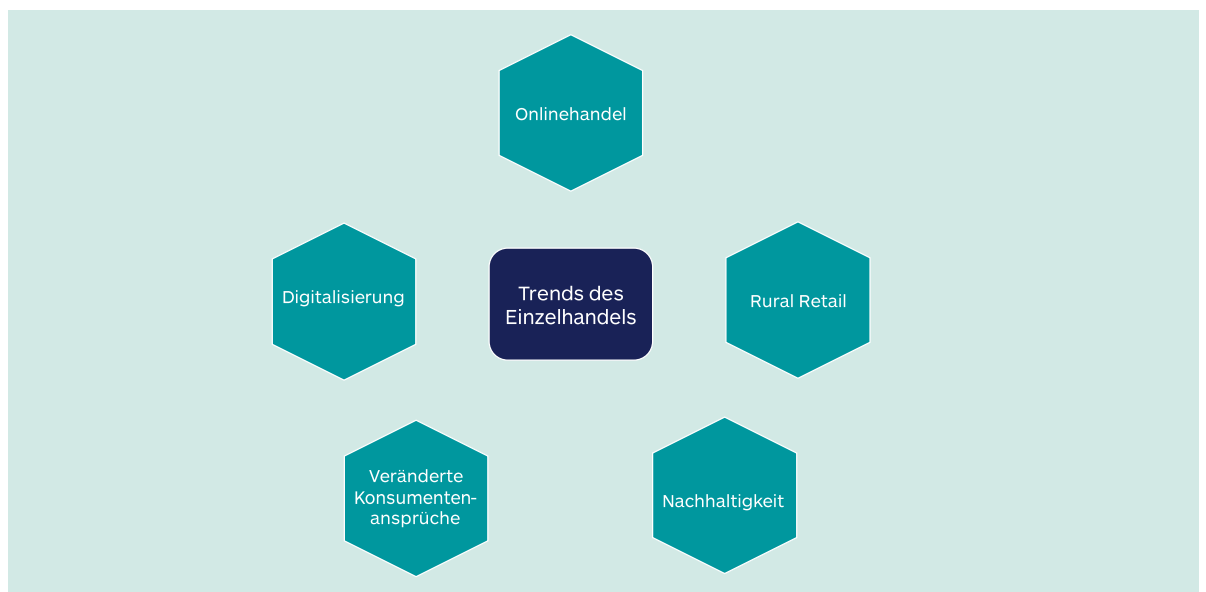 Onlinehandel
Digitalisierung
Trends des
Einzelhandels
Rural Retail
Veränderte
Konsumenten-
ansprüche
Nachhaltigkeit